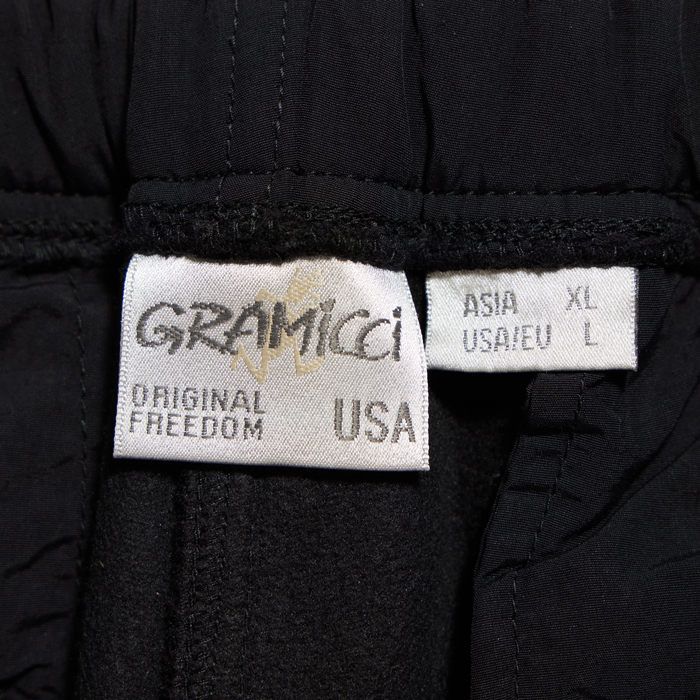 GRAMICCI
ORIGINAL
FREEDOM
USA
ASIA XL
USA/EU L